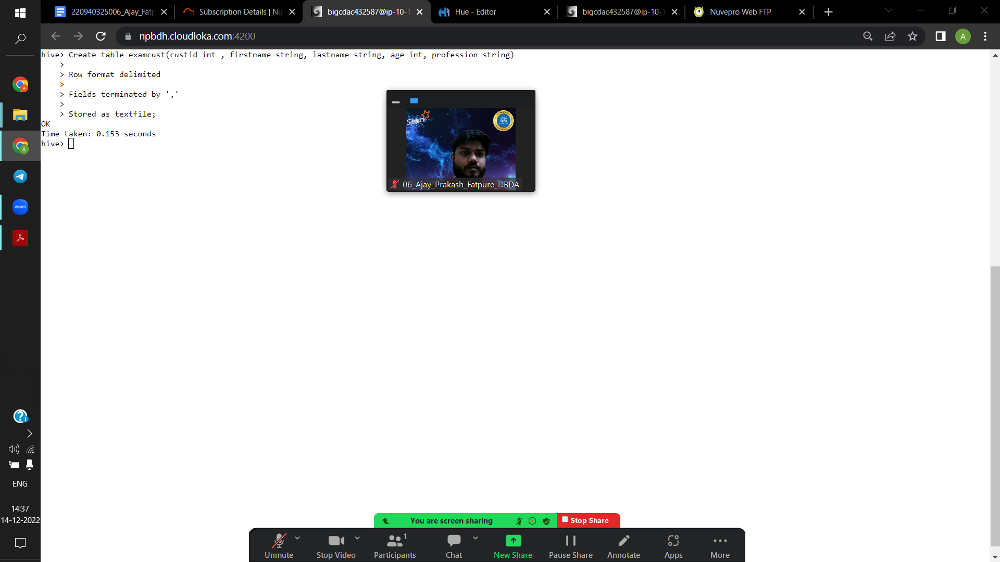 220940325006_Ajay_Fatp
Subscription Details | Nu
bigcdac432587@ip-10-1
Hue - Editor
bigcdac432587@ip-10-1
Nuvepro Web FTP
npbdh.cloudloka.com:4200
A
hive> Create table examcust(custid int , firstname string, lastname string, age int, profession string)
>
> Row format delimited
>
> Fields terminated by ','
>
> Stored as textfile;
OK
Time taken: 0.153 seconds
hive>
Spark
06_Ajay_Prakash_Fatpure_DBDA
zoom
ENG
14:37
14-12-2022
You are screen sharing
Stop Share
Unmute
Stop Video
1
Participants
Chat
New Share
Pause Share
Annotate
Apps
More